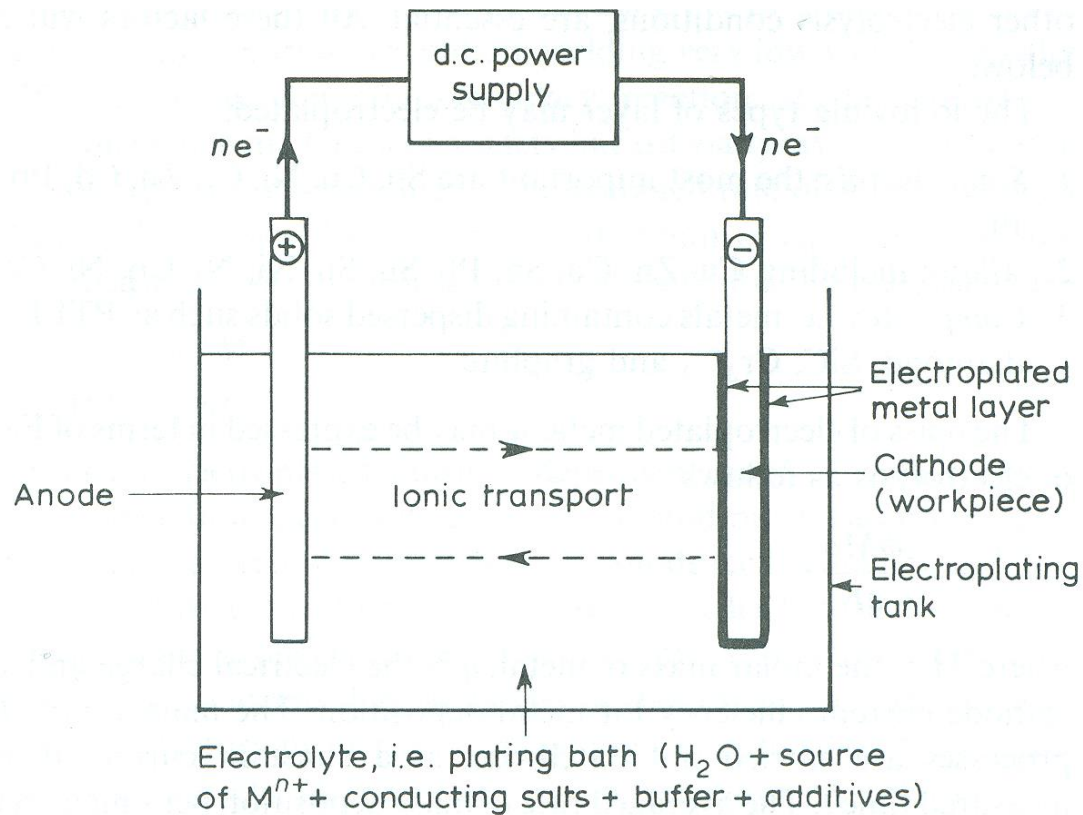 d.c. power
supply
ne⁻
ne⁻
+
−
Electroplated
metal layer
Anode
Ionic transport
Cathode
(workpiece)
Electroplating
tank
Electrolyte, i.e. plating bath (H₂O + source
of Mⁿ⁺ + conducting salts + buffer + additives)